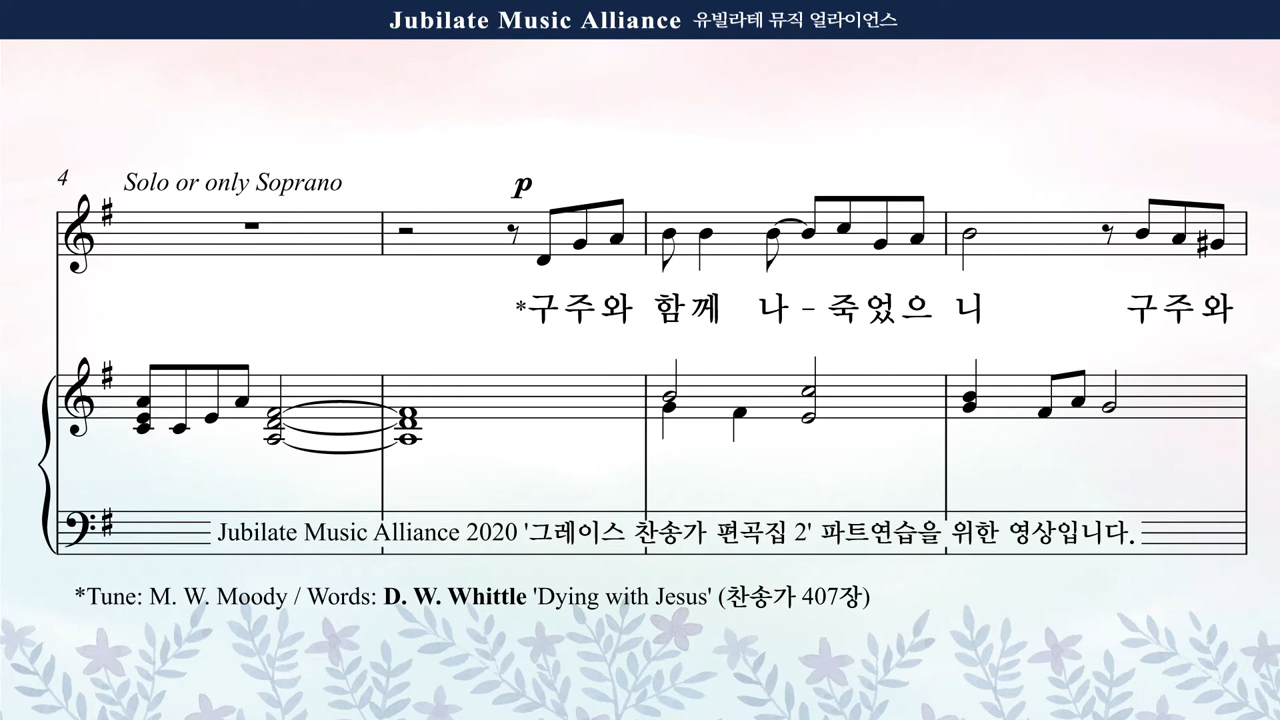 Jubilate Music Alliance 유빌라테 뮤직 얼라이언스
4 Solo or only Soprano p
*구주와 함께 나-죽었으니 구주와
Jubilate Music Alliance 2020 '그레이스 찬송가 편곡집 2' 파트연습을 위한 영상입니다.
*Tune: M. W. Moody / Words: D. W. Whittle 'Dying with Jesus' (찬송가 407장)